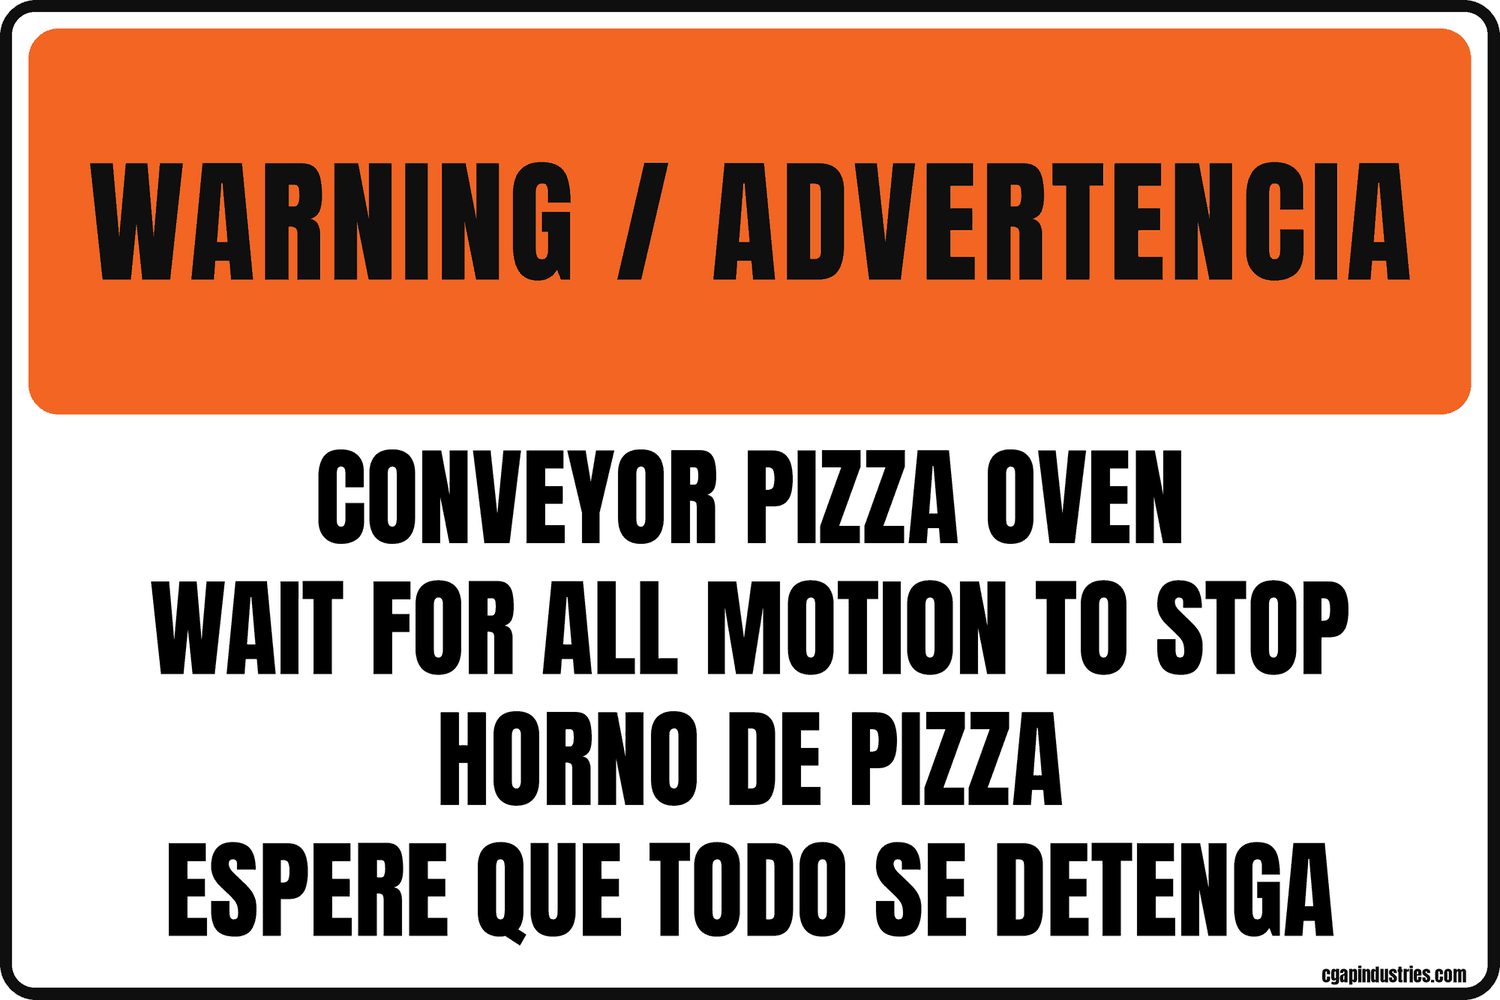 WARNING / ADVERTENCIA
CONVEYOR PIZZA OVEN
WAIT FOR ALL MOTION TO STOP
HORNO DE PIZZA
ESPERE QUE TODO SE DETENGA
cgapindustries.com